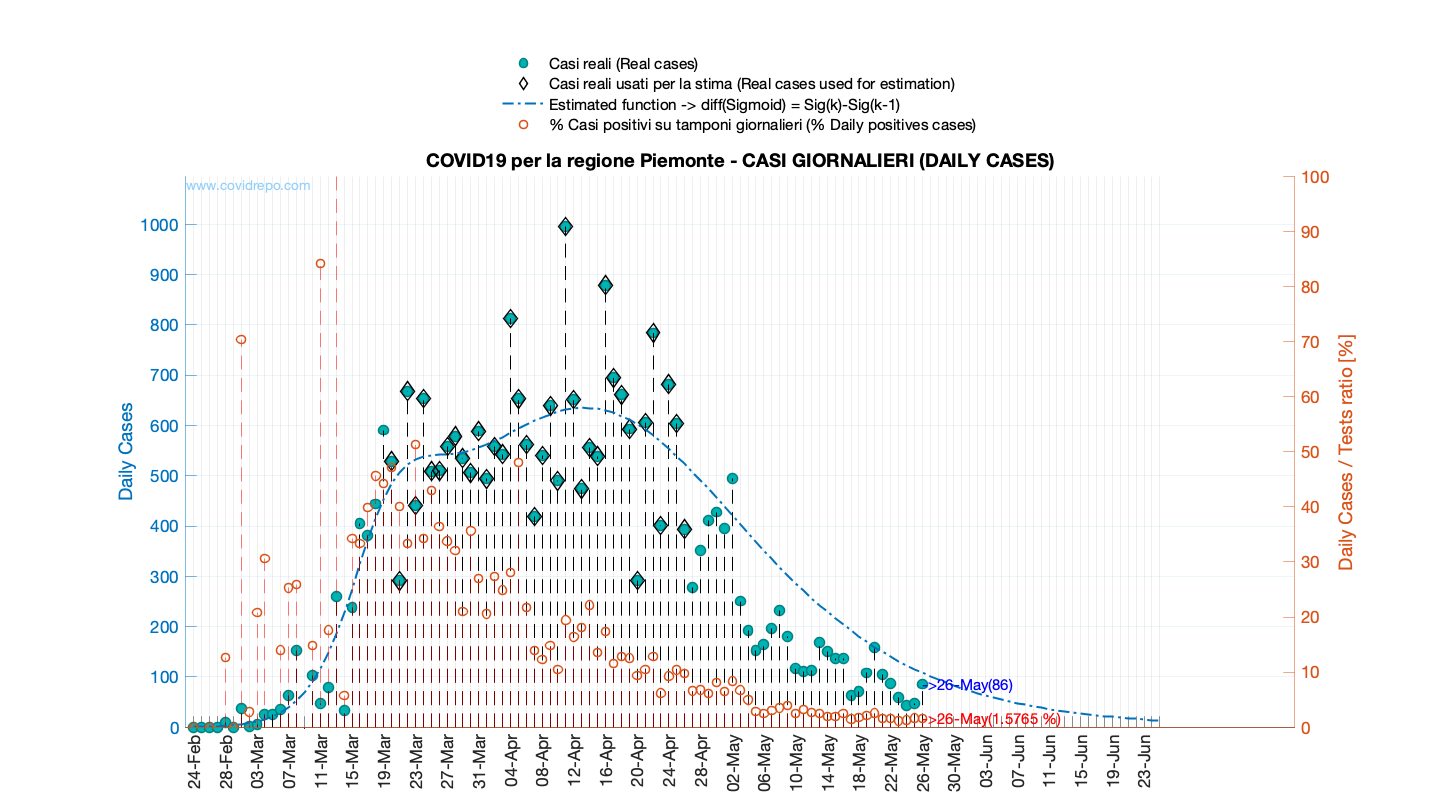 Casi reali (Real cases)
Casi reali usati per la stima (Real cases used for estimation)
Estimated function -> diff(Sigmoid) = Sig(k)-Sig(k-1)
% Casi positivi su tamponi giornalieri (% Daily positives cases)
COVID19 per la regione Piemonte - CASI GIORNALIERI (DAILY CASES)
www.covidrepo.com
Daily Cases
1000
900
800
700
600
500
400
300
200
100
0
100
90
80
70
60
50
40
30
20
10
0
Daily Cases / Tests ratio [%]
>26-May(86)
>26-May(1.5765 %)
24-Feb
28-Feb
03-Mar
07-Mar
11-Mar
15-Mar
19-Mar
23-Mar
27-Mar
31-Mar
04-Apr
08-Apr
12-Apr
16-Apr
20-Apr
24-Apr
28-Apr
02-May
06-May
10-May
14-May
18-May
22-May
26-May
30-May
03-Jun
07-Jun
11-Jun
15-Jun
19-Jun
23-Jun